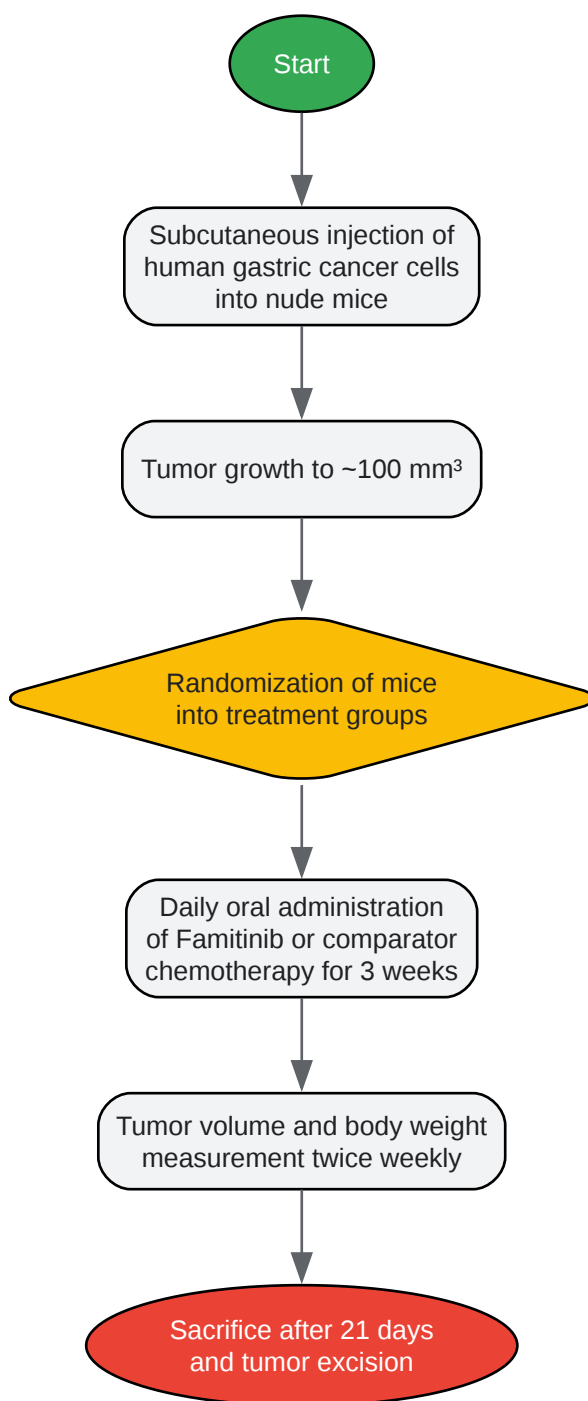 Start
Subcutaneous injection of
human gastric cancer cells
into nude mice
Tumor growth to ~100 mm³
Randomization of mice
into treatment groups
Daily oral administration
of Famitinib or comparator
chemotherapy for 3 weeks
Tumor volume and body weight
measurement twice weekly
Sacrifice after 21 days
and tumor excision